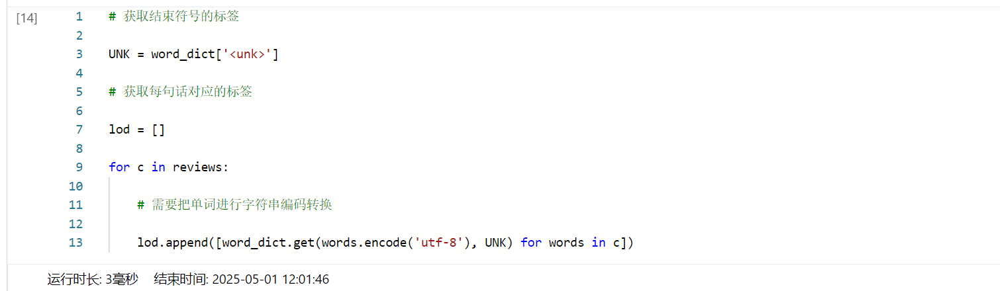 [14]
1 # 获取结束符号的标签
2
3 UNK = word_dict['<unk>']
4
5 # 获取每句话对应的标签
6
7 lod = []
8
9 for c in reviews:
10
11     # 需要把单词进行字符串编码转换
12
13     lod.append([word_dict.get(words.encode('utf-8'), UNK) for words in c])
运行时长: 3毫秒 结束时间: 2025-05-01 12:01:46